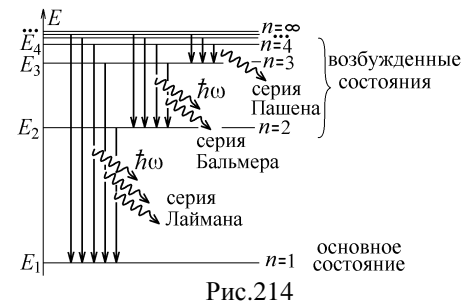 E
...
n=∞
...
E4
n=4
E3
n=3
возбужденные
состояния
ħω
серия
Пашена
E2
n=2
серия
Бальмера
ħω
серия
Лаймана
E1
n=1
основное
состояние
Рис.214